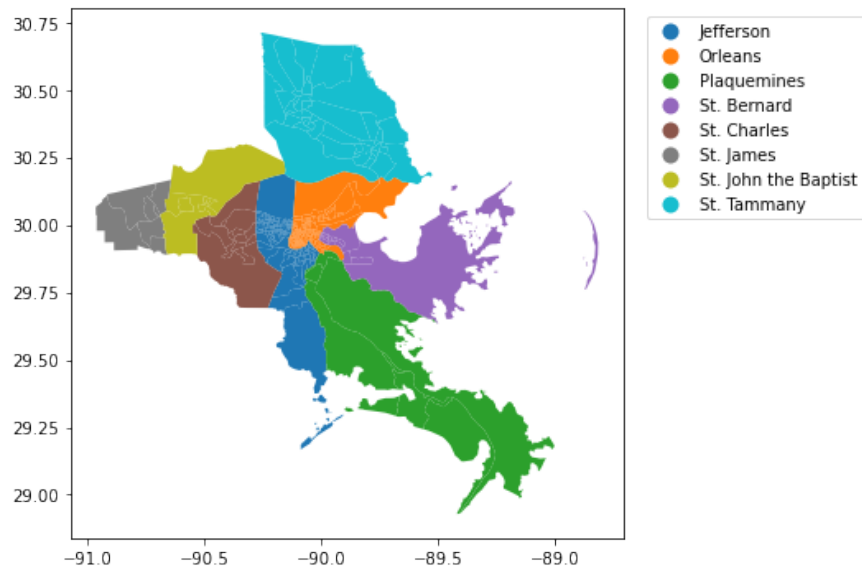 30.75
30.50
30.25
30.00
29.75
29.50
29.25
29.00
−91.0
−90.5
−90.0
−89.5
−89.0
Jefferson
Orleans
Plaquemines
St. Bernard
St. Charles
St. James
St. John the Baptist
St. Tammany